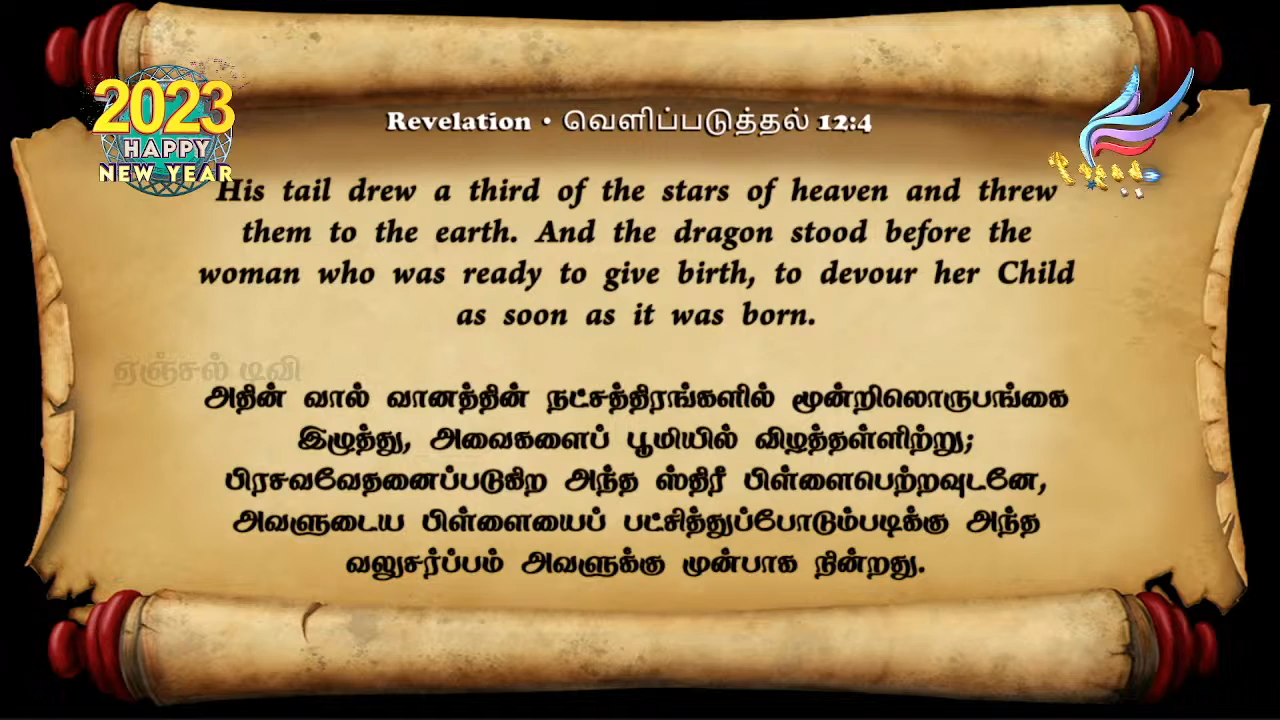 2023
HAPPY
NEW YEAR
Revelation • வெளிப்படுத்தல் 12:4
His tail drew a third of the stars of heaven and threw
them to the earth. And the dragon stood before the
woman who was ready to give birth, to devour her Child
as soon as it was born.
ஏஞ்சல் டிவி
அதின் வால் வானத்தின் நட்சத்திரங்களில் மூன்றிலொருபங்கை
இழுத்து, அவைகளைப் பூமியில் விழத்தள்ளிற்று;
பிரசவவேதனைப்படுகிற அந்த ஸ்திரீ பிள்ளைபெற்றவுடனே,
அவளுடைய பிள்ளையைப் பட்சித்துப்போடும்படிக்கு அந்த
வலுசர்ப்பம் அவளுக்கு முன்பாக நின்றது.